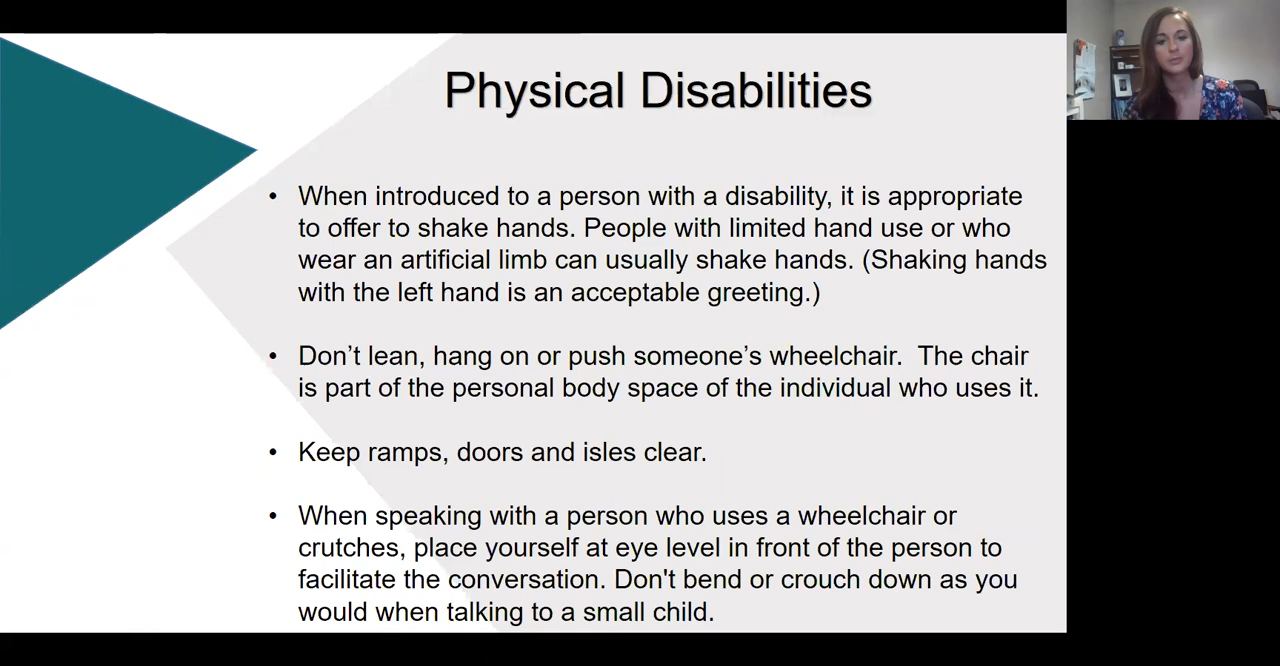 Physical Disabilities
• When introduced to a person with a disability, it is appropriate
to offer to shake hands. People with limited hand use or who
wear an artificial limb can usually shake hands. (Shaking hands
with the left hand is an acceptable greeting.)
• Don’t lean, hang on or push someone’s wheelchair.  The chair
is part of the personal body space of the individual who uses it.
• Keep ramps, doors and isles clear.
• When speaking with a person who uses a wheelchair or
crutches, place yourself at eye level in front of the person to
facilitate the conversation. Don't bend or crouch down as you
would when talking to a small child.